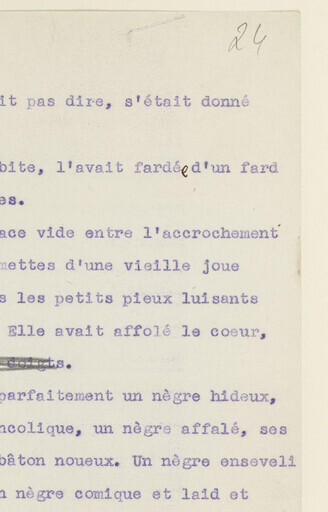 24
it pas dire, s'était donné
bite, l'avait fardée d'un fard
es.
ace vide entre l'accrochement
mettes d'une vieille joue
s les petits pieux luisants
Elle avait affolé le coeur,
doigts.
parfaitement un nègre hideux,
ncolique, un nègre affalé, ses
bâton noueux. Un nègre enseveli
n nègre comique et laid et